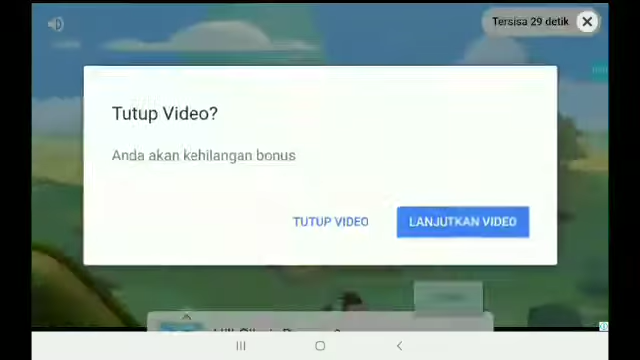 Tersisa 29 detik
Tutup Video?
Anda akan kehilangan bonus
TUTUP VIDEO
LANJUTKAN VIDEO